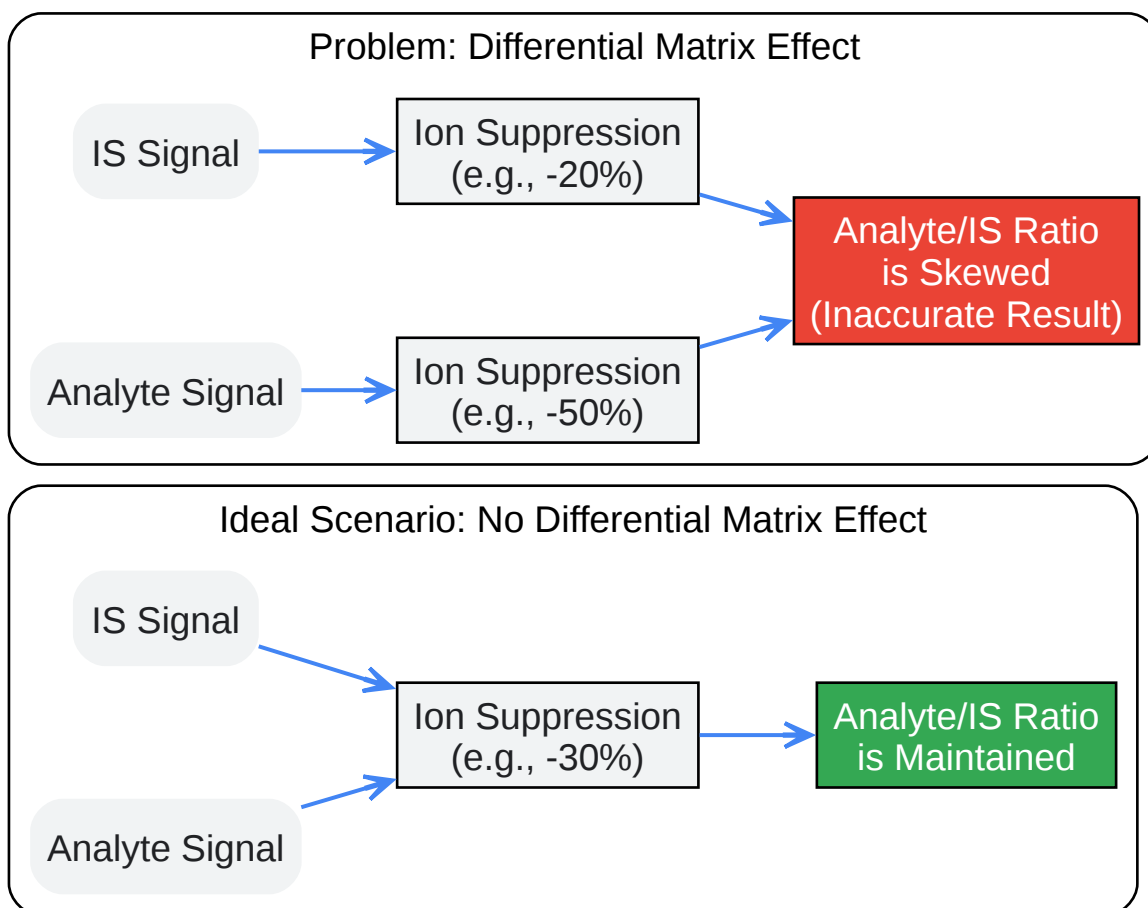 Problem: Differential Matrix Effect
IS Signal
Ion Suppression
(e.g., -20%)
Analyte/IS Ratio
is Skewed
(Inaccurate Result)
Analyte Signal
Ion Suppression
(e.g., -50%)
Ideal Scenario: No Differential Matrix Effect
IS Signal
Ion Suppression
(e.g., -30%)
Analyte/IS Ratio
is Maintained
Analyte Signal